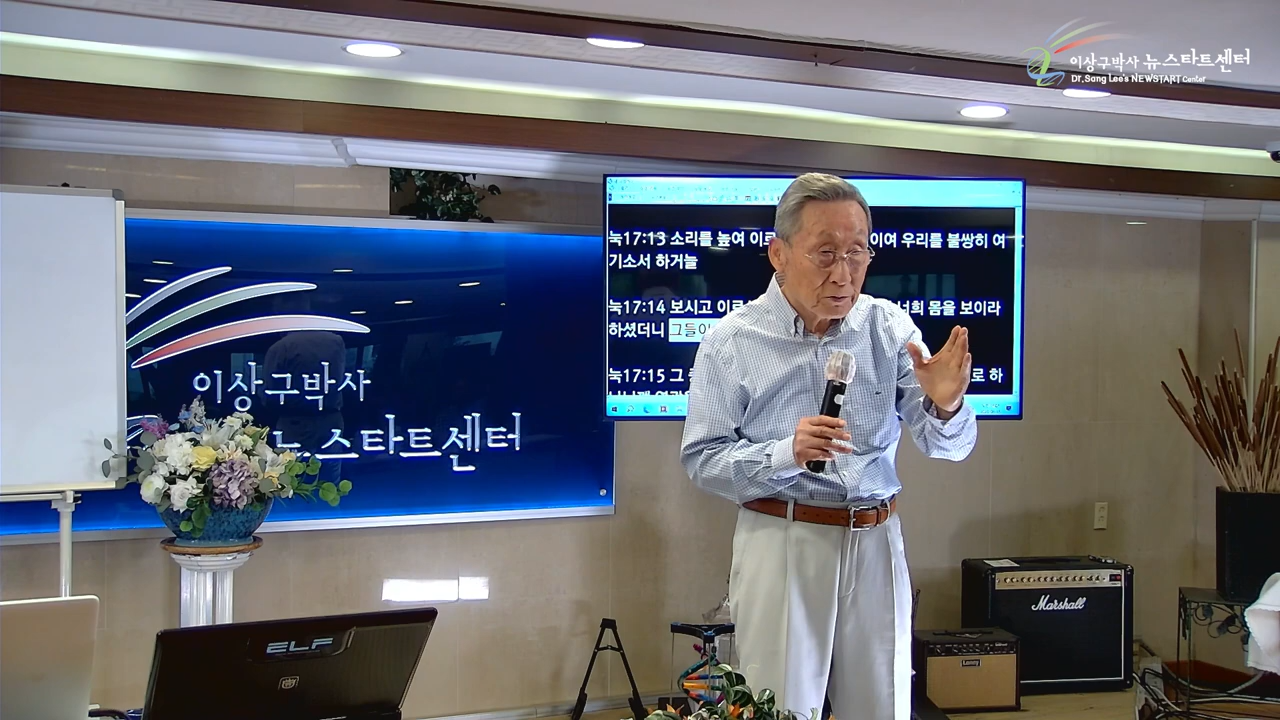 이상구박사 뉴스타트센터
Dr. Sang Lee's NEWSTART Center
눅17:13 소리를 높여 이로 이여 우리를 불쌍히 여
기소서 하거늘
눅17:14 보시고 너희 몸을 보이라
하셨더니 그들이
눅17:15 그 로 하
이상구박사
뉴스타트센터
Marshall
Laney
ELF